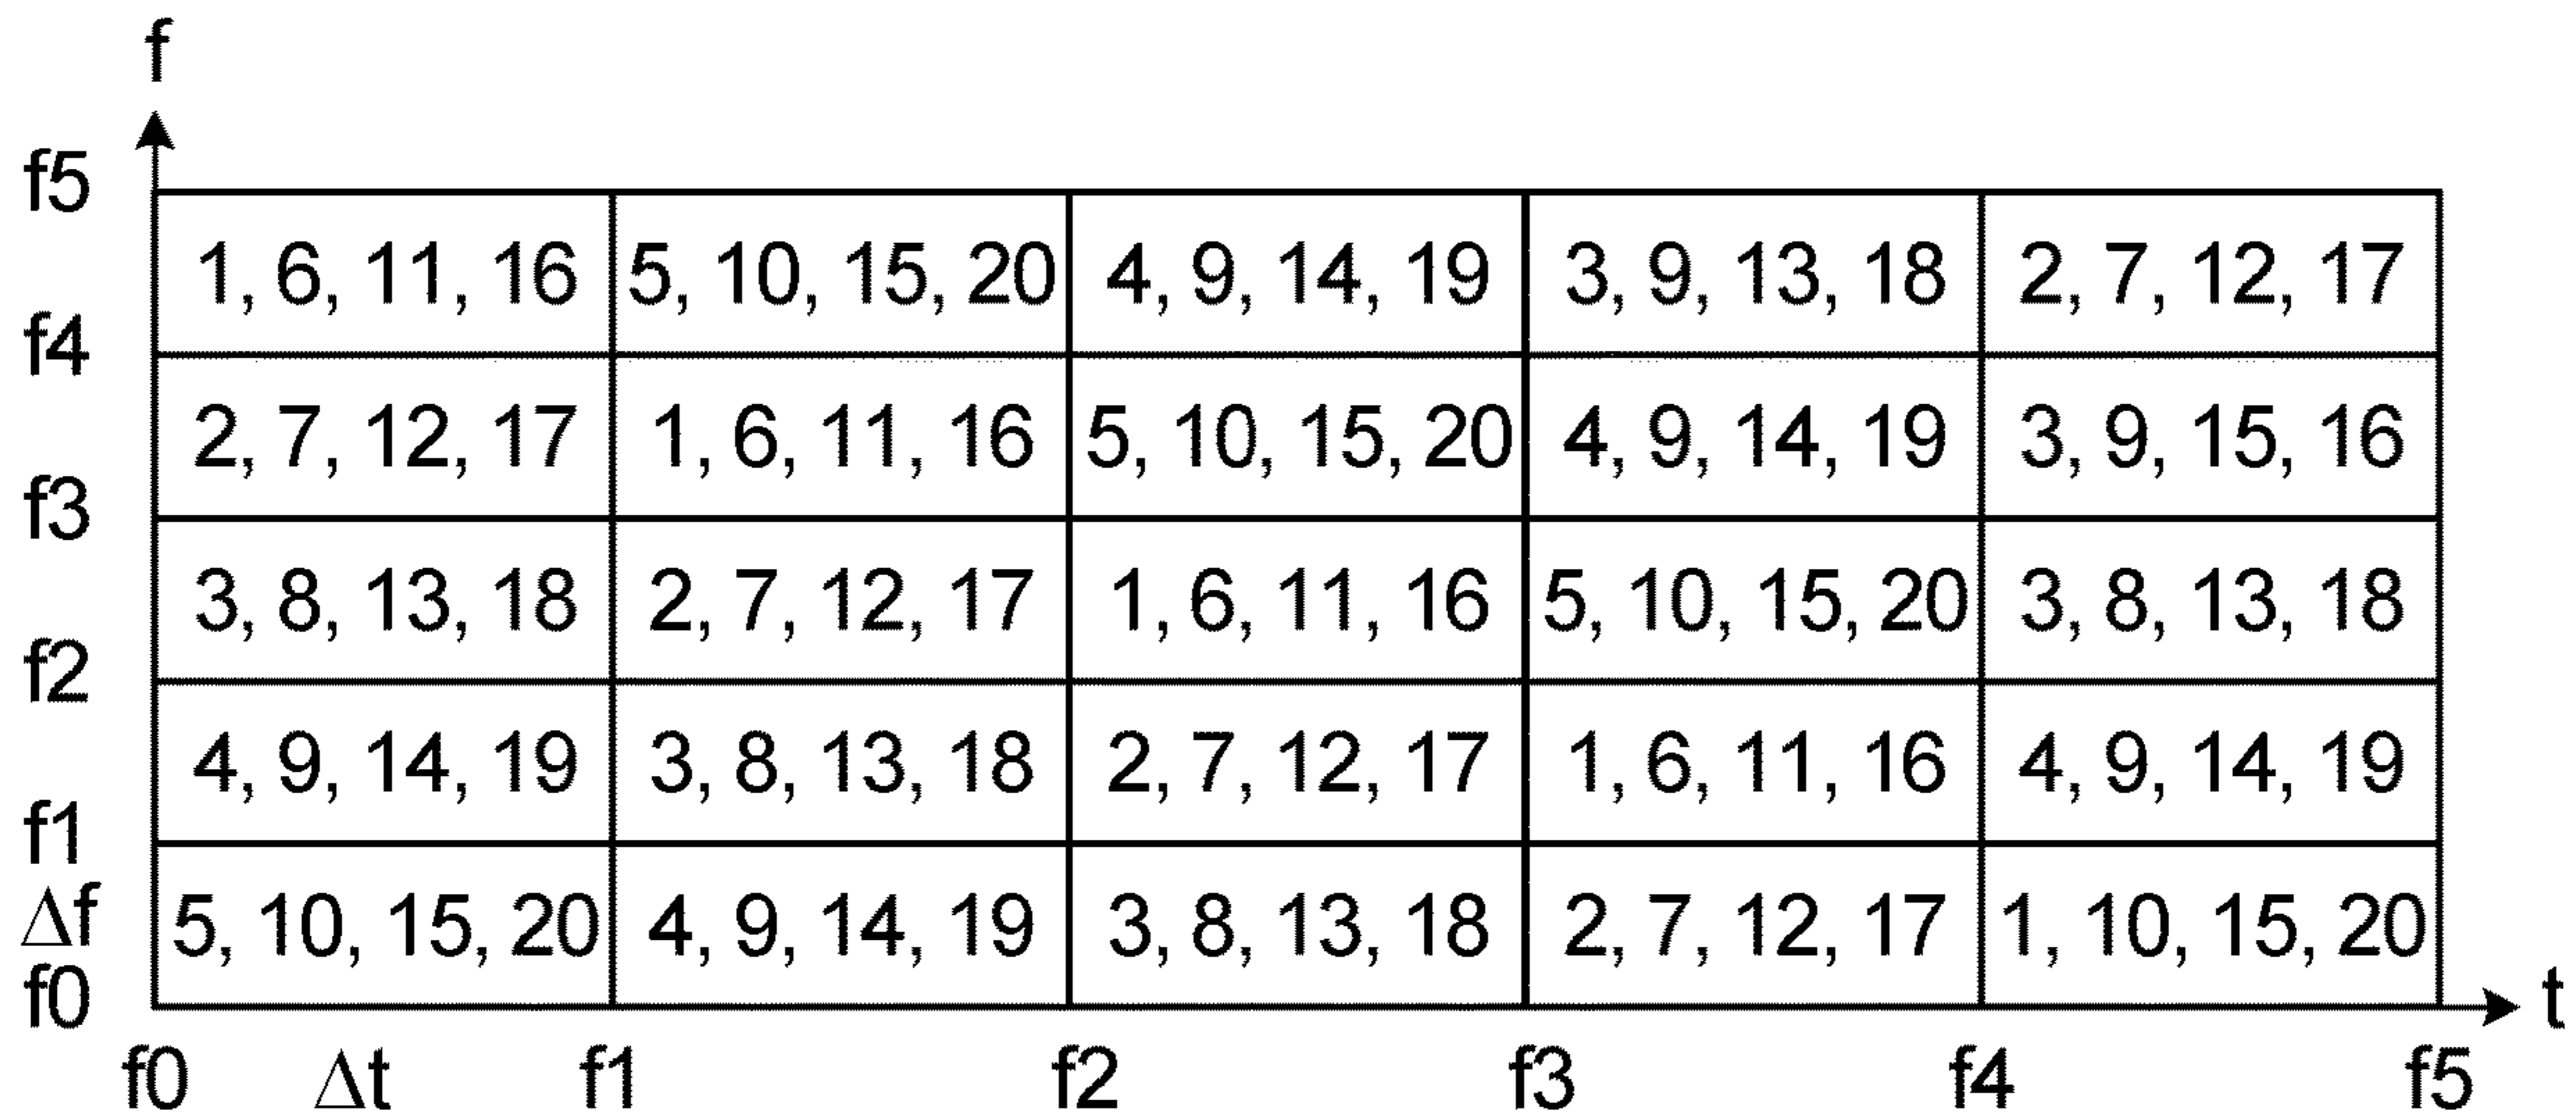 f
f5
1, 6, 11, 16 5, 10, 15, 20 4, 9, 14, 19 3, 9, 13, 18 2, 7, 12, 17
f4
2, 7, 12, 17 1, 6, 11, 16 5, 10, 15, 20 4, 9, 14, 19 3, 9, 15, 16
f3
3, 8, 13, 18 2, 7, 12, 17 1, 6, 11, 16 5, 10, 15, 20 3, 8, 13, 18
f2
4, 9, 14, 19 3, 8, 13, 18 2, 7, 12, 17 1, 6, 11, 16 4, 9, 14, 19
f1
Δf 5, 10, 15, 20 4, 9, 14, 19 3, 8, 13, 18 2, 7, 12, 17 1, 10, 15, 20
f0 t
f0 Δt f1 f2 f3 f4 f5